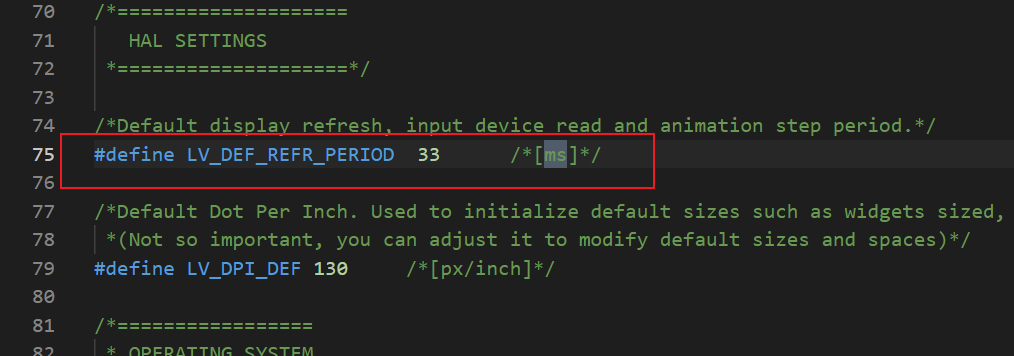 70 /*====================
71    HAL SETTINGS
72  *====================*/
73
74 /*Default display refresh, input device read and animation step period.*/
75 #define LV_DEF_REFR_PERIOD  33      /*[ms]*/
76
77 /*Default Dot Per Inch. Used to initialize default sizes such as widgets sized,
78  *(Not so important, you can adjust it to modify default sizes and spaces)*/
79 #define LV_DPI_DEF 130     /*[px/inch]*/
80
81 /*=================
82  * OPERATING SYSTEM